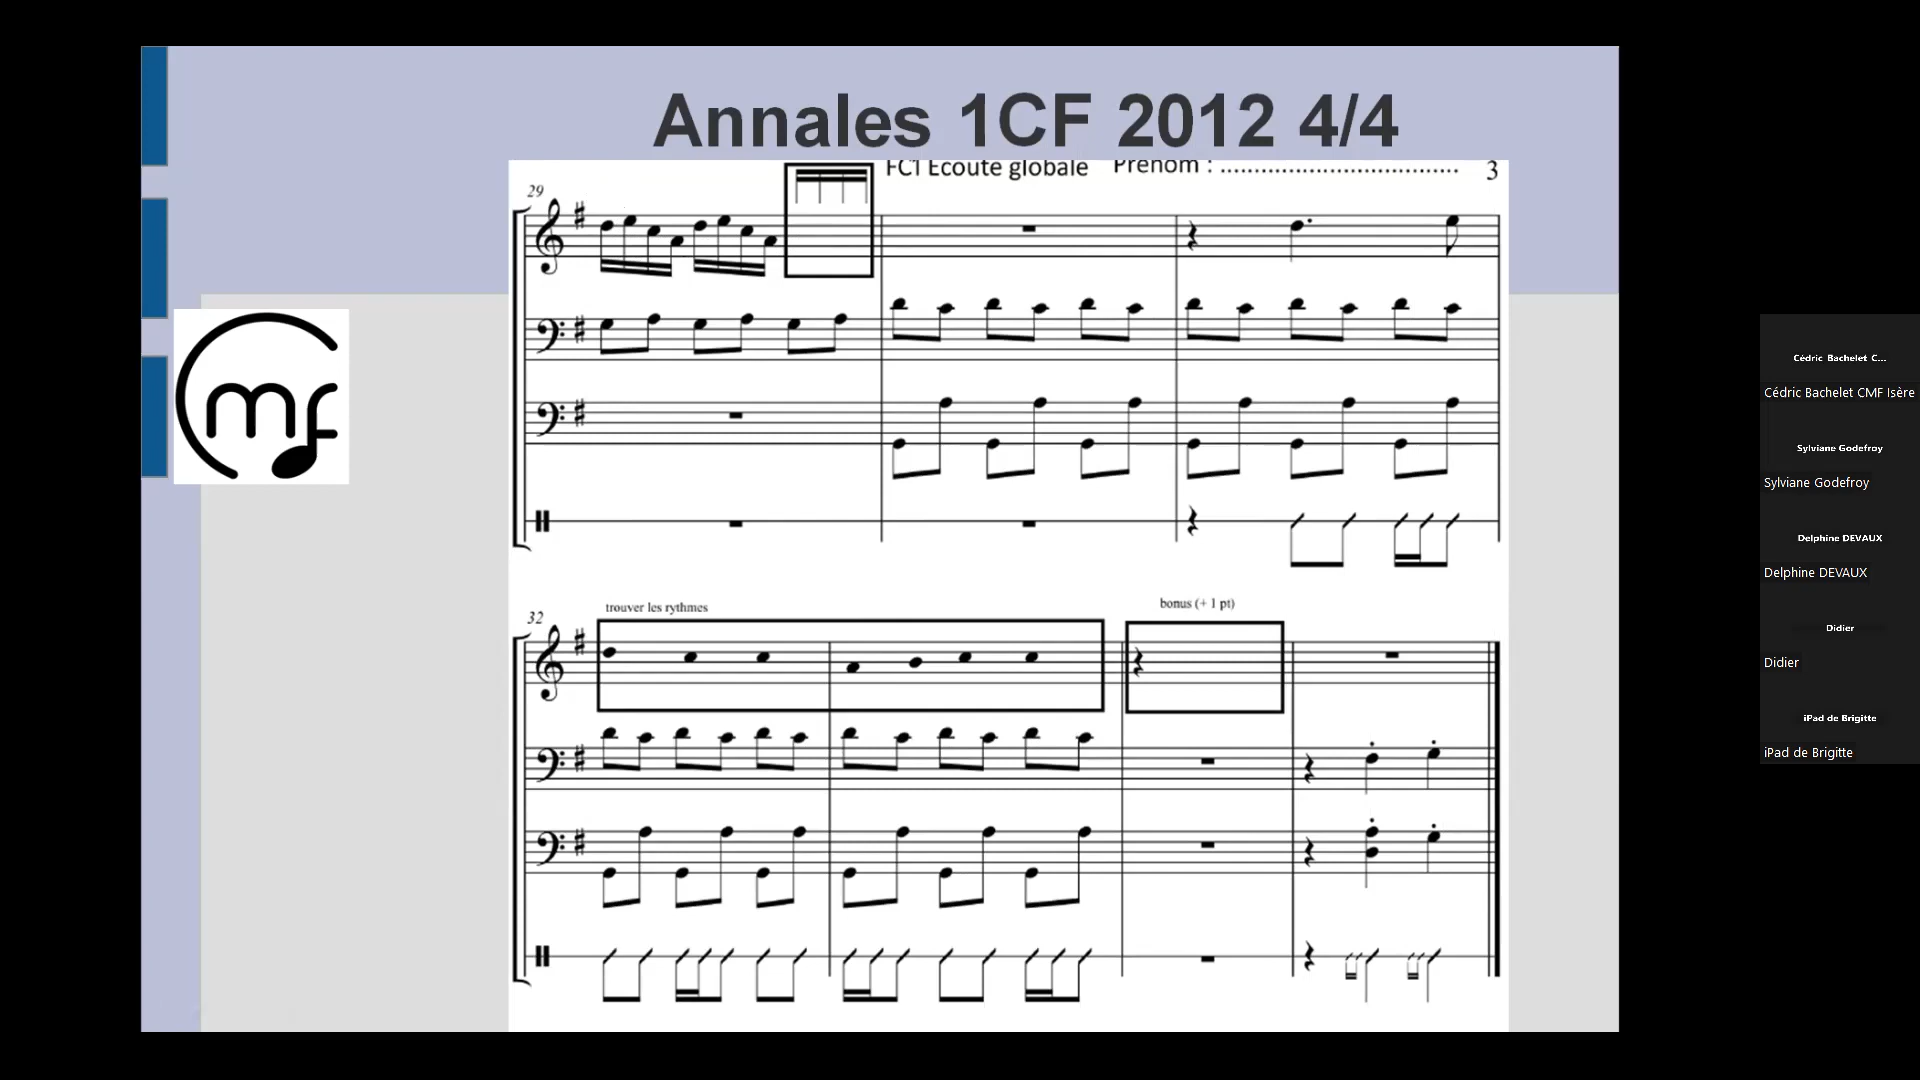 Annales 1CF 2012 4/4
FC1 Ecoute globale Prénom : .................................. 3
29
mf
32
trouver les rythmes
bonus (+ 1 pt)
Cédric Bachelet C...
Cédric Bachelet CMF Isère
Sylviane Godefroy
Sylviane Godefroy
Delphine DEVAUX
Delphine DEVAUX
Didier
Didier
iPad de Brigitte
iPad de Brigitte